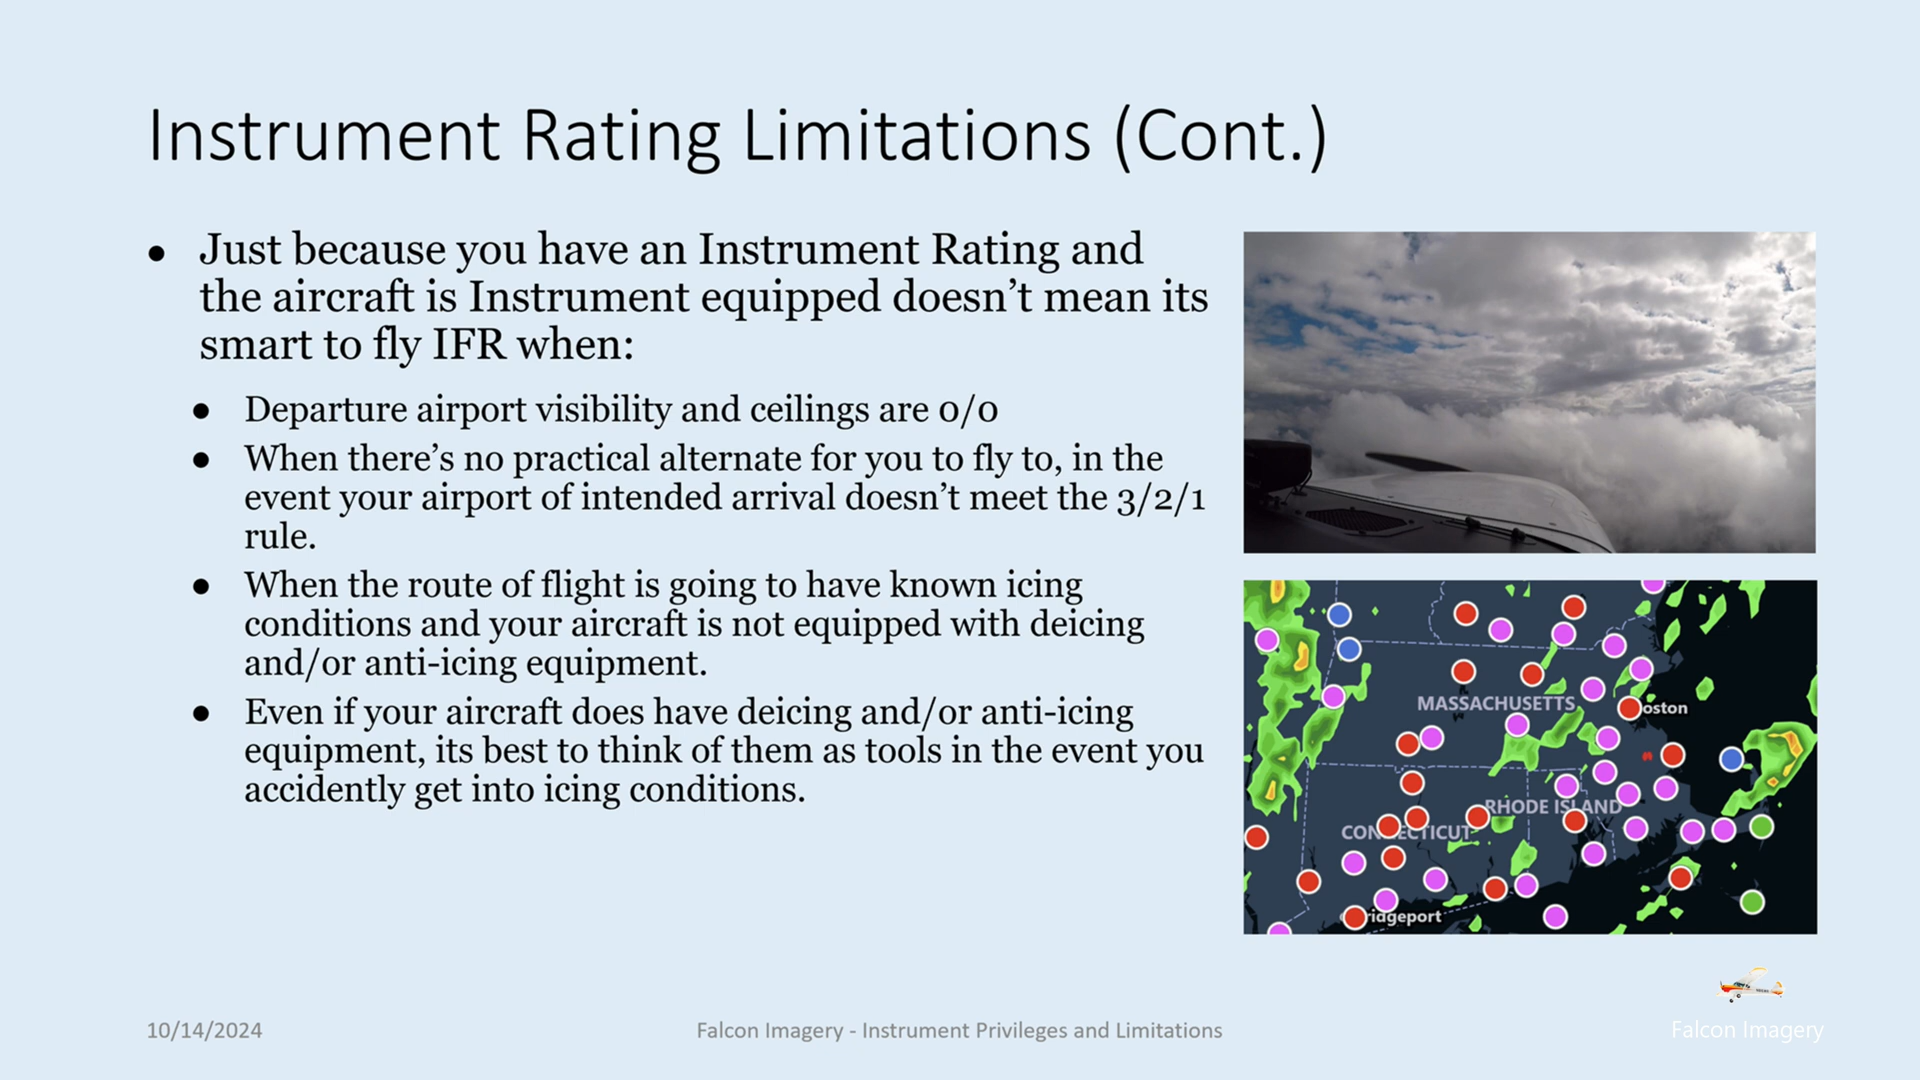 Instrument Rating Limitations (Cont.)
● Just because you have an Instrument Rating and
the aircraft is Instrument equipped doesn’t mean its
smart to fly IFR when:
● Departure airport visibility and ceilings are 0/0
● When there’s no practical alternate for you to fly to, in the
event your airport of intended arrival doesn’t meet the 3/2/1
rule.
● When the route of flight is going to have known icing
conditions and your aircraft is not equipped with deicing
and/or anti-icing equipment.
● Even if your aircraft does have deicing and/or anti-icing
equipment, its best to think of them as tools in the event you
accidently get into icing conditions.
MASSACHUSETTS
oston
RHODE ISLAND
CONNECTICUT
ridgeport
10/14/2024
Falcon Imagery - Instrument Privileges and Limitations
Falcon Imagery